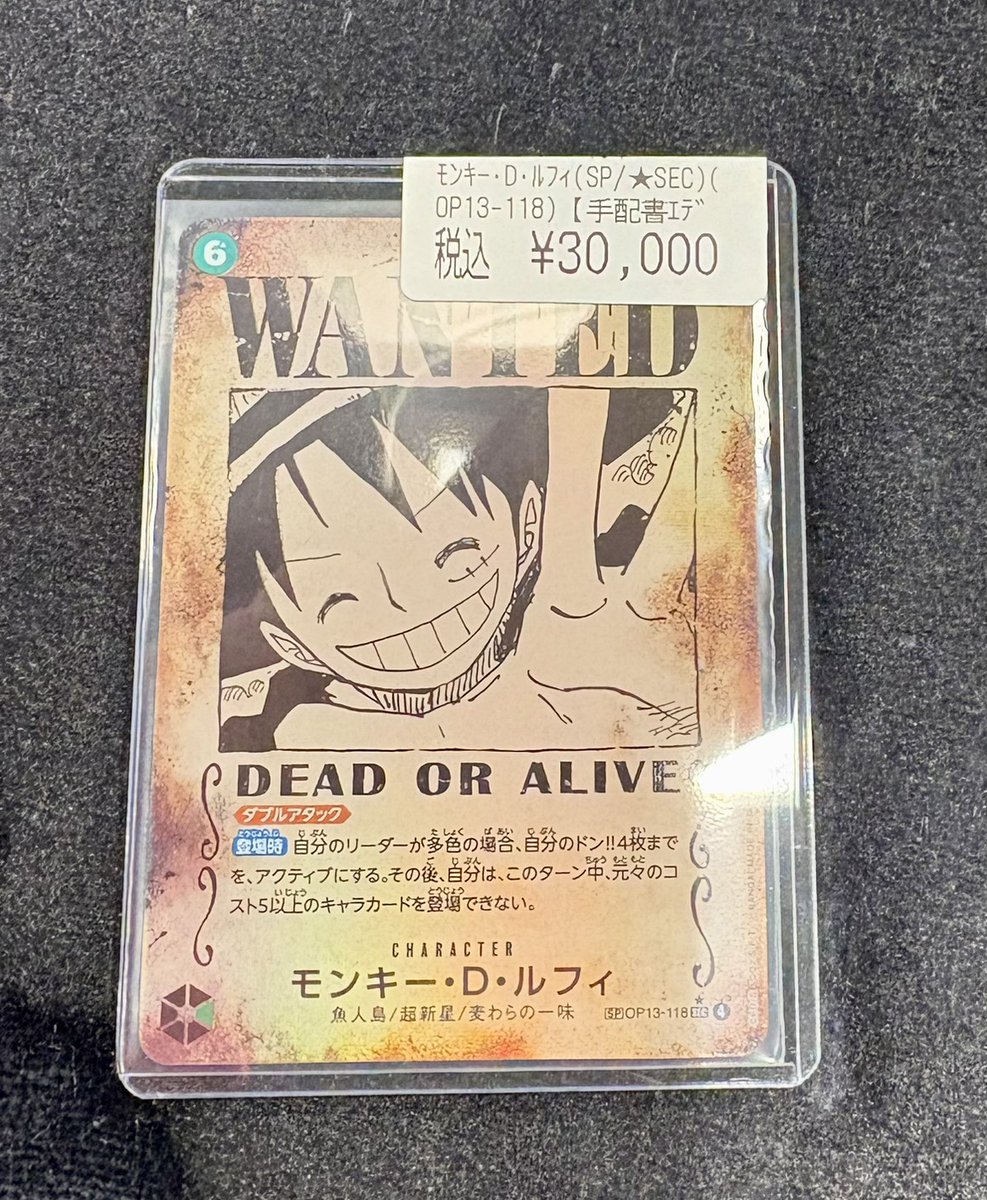 ﾓﾝｷｰ・D・ﾙﾌｨ(SP/★SEC)(
OP13-118)【手配書ｴﾃﾞ
税込 ¥30,000
6
WANTED
DEAD OR ALIVE
ダブルアタック
登場時 自分のリーダーが多色の場合、自分のドン!!4枚まで
を、アクティブにする。その後、自分は、このターン中、元々のコ
スト5以上のキャラカードを登場できない。
CHARACTER
モンキー・D・ルフィ
魚人島/超新星/麦わらの一味
SP OP13-118 SEC 4